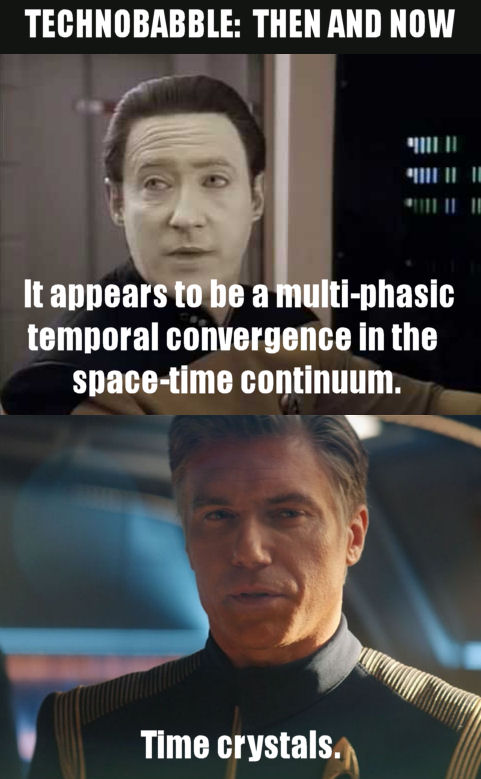 TECHNOBABBLE: THEN AND NOW
It appears to be a multi-phasic
temporal convergence in the
space-time continuum.
Time crystals.